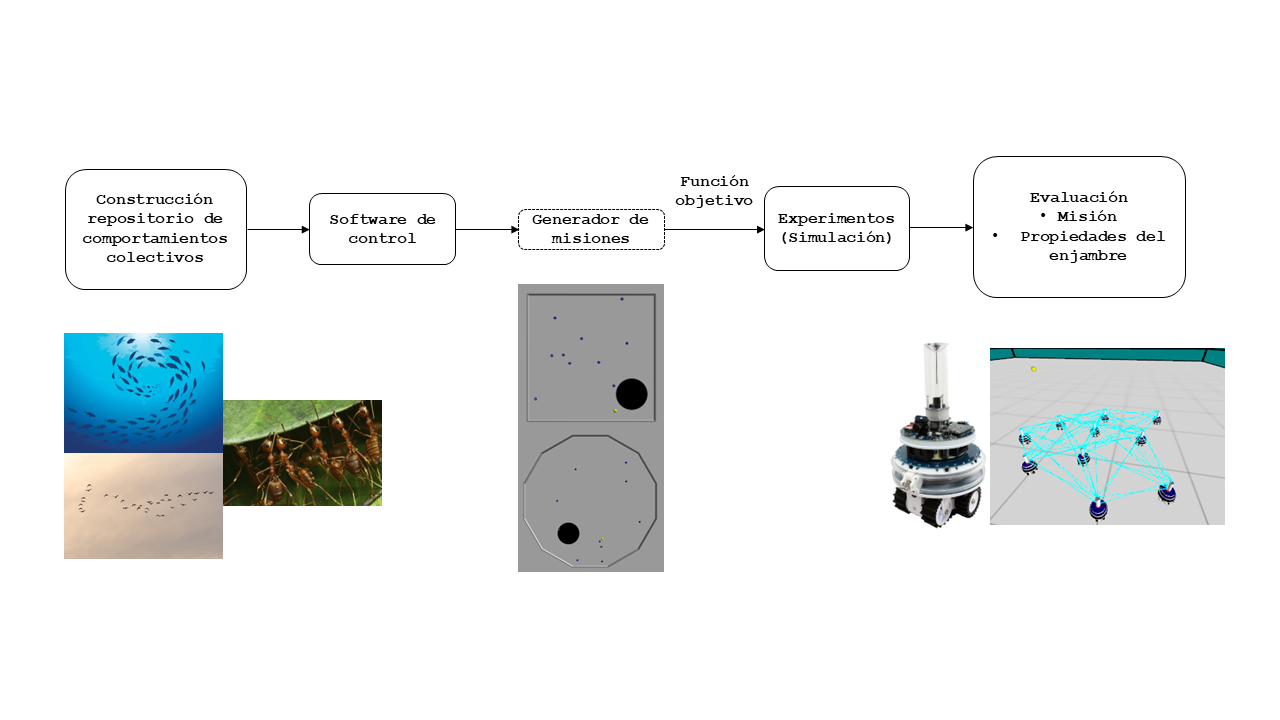 Construcción
repositorio de
comportamientos
colectivos
Software de
control
Generador de
misiones
Función
objetivo
Experimentos
(Simulación)
Evaluación
• Misión
• Propiedades del
enjambre